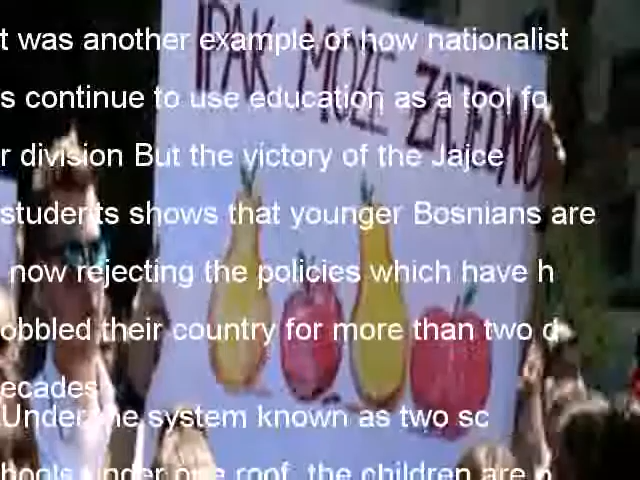 IPAK MOŽE ZAJEDNO
t was another example of how nationalist
s continue to use education as a tool fo
r division But the victory of the Jajce
students shows that younger Bosnians are
now rejecting the policies which have h
obbled their country for more than two d
ecades
Under the system known as two sc
hools under one roof, the children are